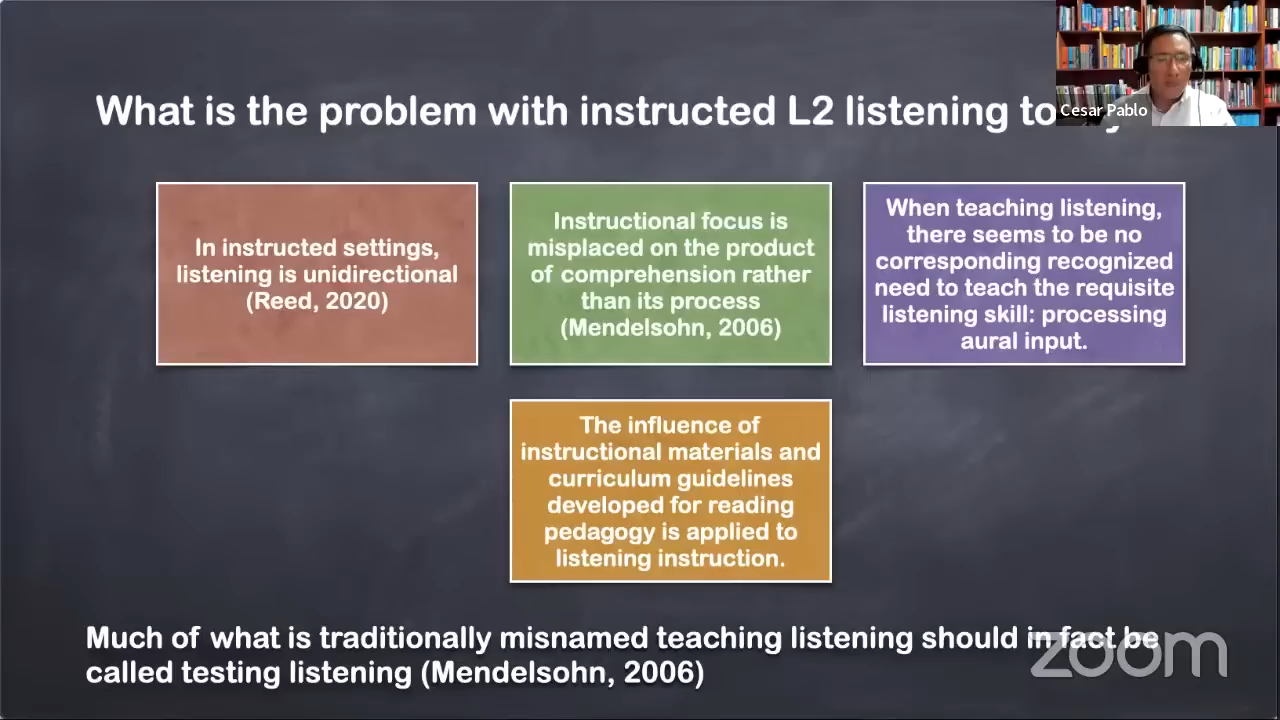 What is the problem with instructed L2 listening
Cesar Pablo
In instructed settings,
listening is unidirectional
(Reed, 2020)
Instructional focus is
misplaced on the product
of comprehension rather
than its process
(Mendelsohn, 2006)
When teaching listening,
there seems to be no
corresponding recognized
need to teach the requisite
listening skill: processing
aural input.
The influence of
instructional materials and
curriculum guidelines
developed for reading
pedagogy is applied to
listening instruction.
Much of what is traditionally misnamed teaching listening should in fact be
called testing listening (Mendelsohn, 2006)
zoom